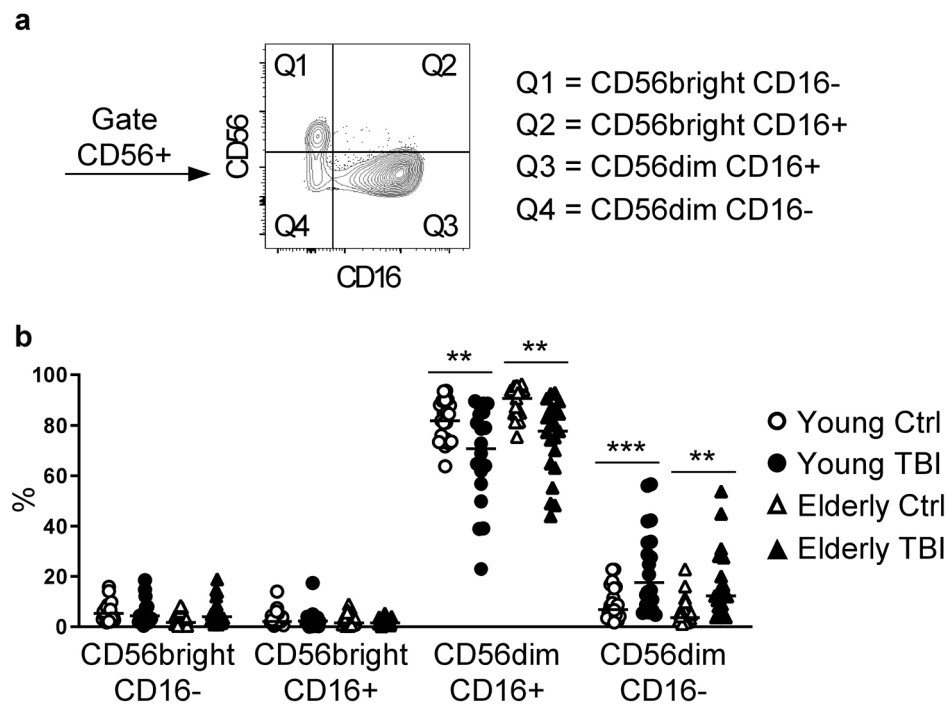 a
Gate
CD56+
CD56
Q1
Q2
Q4
Q3
CD16
Q1 = CD56bright CD16-
Q2 = CD56bright CD16+
Q3 = CD56dim CD16+
Q4 = CD56dim CD16-
b
%
100
80
60
40
20
0
**
**
***
**
CD56bright
CD16-
CD56bright
CD16+
CD56dim
CD16+
CD56dim
CD16-
Young Ctrl
Young TBI
Elderly Ctrl
Elderly TBI